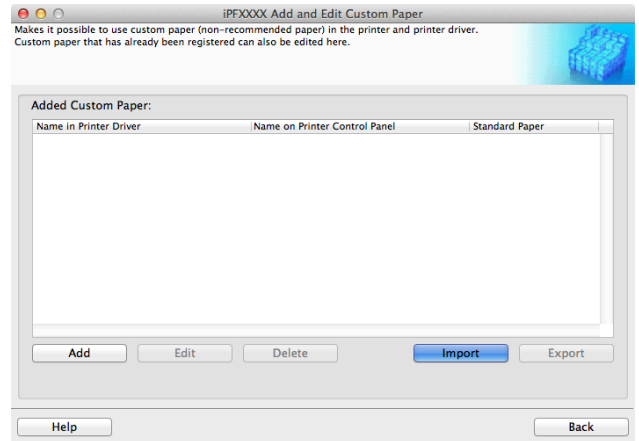 iPFXXXX Add and Edit Custom Paper
Makes it possible to use custom paper (non-recommended paper) in the printer and printer driver.
Custom paper that has already been registered can also be edited here.
Added Custom Paper:
Name in Printer Driver Name on Printer Control Panel Standard Paper
Add Edit Delete Import Export
Help Back